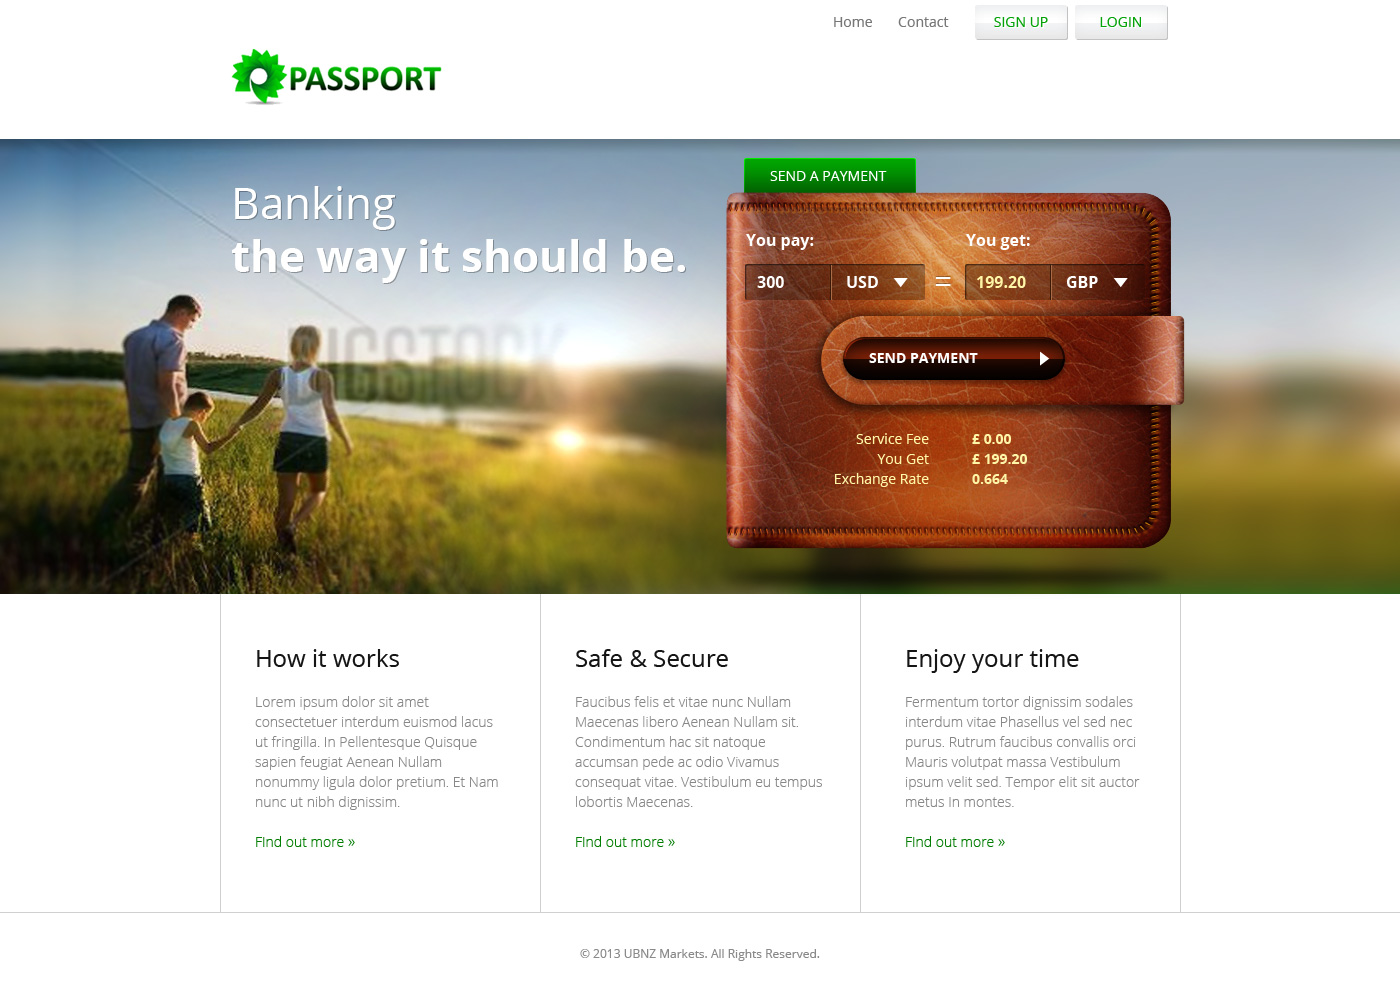 Home Contact SIGN UP LOGIN
PASSPORT
SEND A PAYMENT
Banking
the way it should be.
You pay: You get:
300 USD = 199.20 GBP
BIGSTOCK
SEND PAYMENT
Service Fee £ 0.00
You Get £ 199.20
Exchange Rate 0.664
How it works
Lorem ipsum dolor sit amet
consectetuer interdum euismod lacus
ut fringilla. In Pellentesque Quisque
sapien feugiat Aenean Nullam
nonummy ligula dolor pretium. Et Nam
nunc ut nibh dignissim.
FInd out more »
Safe & Secure
Faucibus felis et vitae nunc Nullam
Maecenas libero Aenean Nullam sit.
Condimentum hac sit natoque
accumsan pede ac odio Vivamus
consequat vitae. Vestibulum eu tempus
lobortis Maecenas.
FInd out more »
Enjoy your time
Fermentum tortor dignissim sodales
interdum vitae Phasellus vel sed nec
purus. Rutrum faucibus convallis orci
Mauris volutpat massa Vestibulum
ipsum velit sed. Tempor elit sit auctor
metus In montes.
FInd out more »
© 2013 UBNZ Markets. All Rights Reserved.